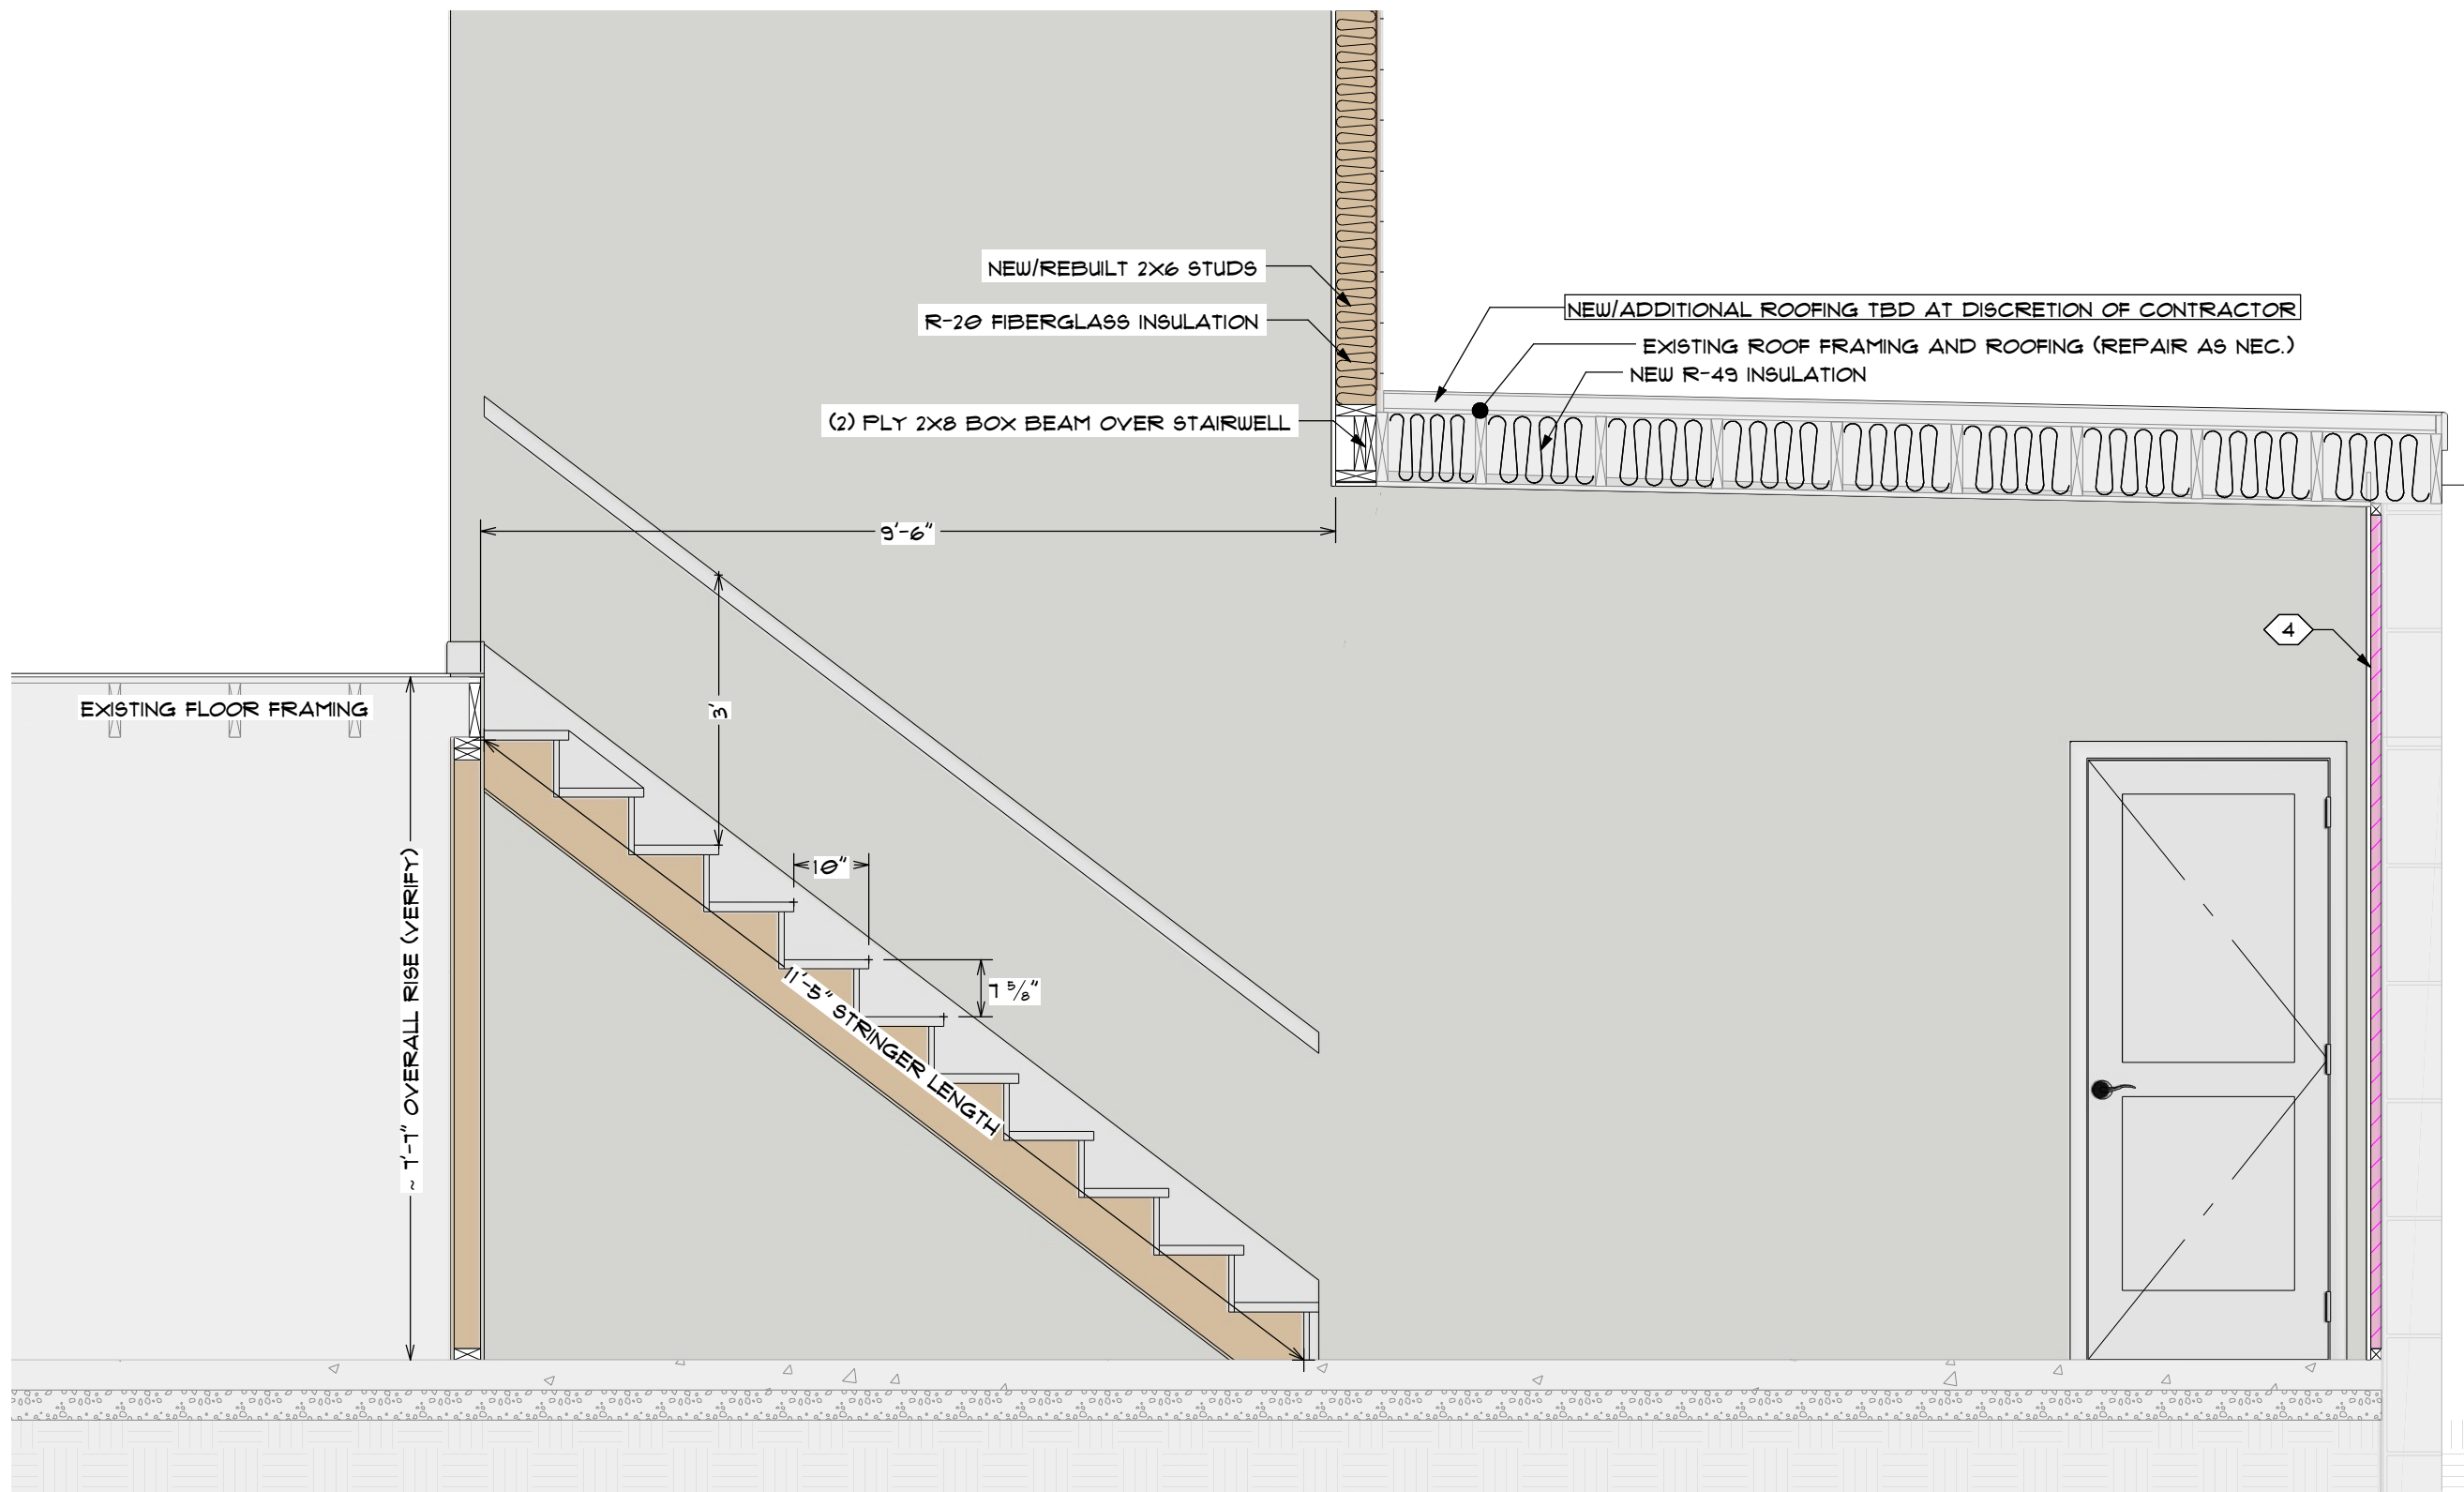 NEW/REBUILT 2X6 STUDS
R-20 FIBERGLASS INSULATION
NEW/ADDITIONAL ROOFING TBD AT DISCRETION OF CONTRACTOR
EXISTING ROOF FRAMING AND ROOFING (REPAIR AS NEC.)
NEW R-49 INSULATION
(2) PLY 2X8 BOX BEAM OVER STAIRWELL
9'-6"
4
EXISTING FLOOR FRAMING
3'
10"
7 5/8"
11'-5" STRINGER LENGTH
~ 7'-7" OVERALL RISE (VERIFY)